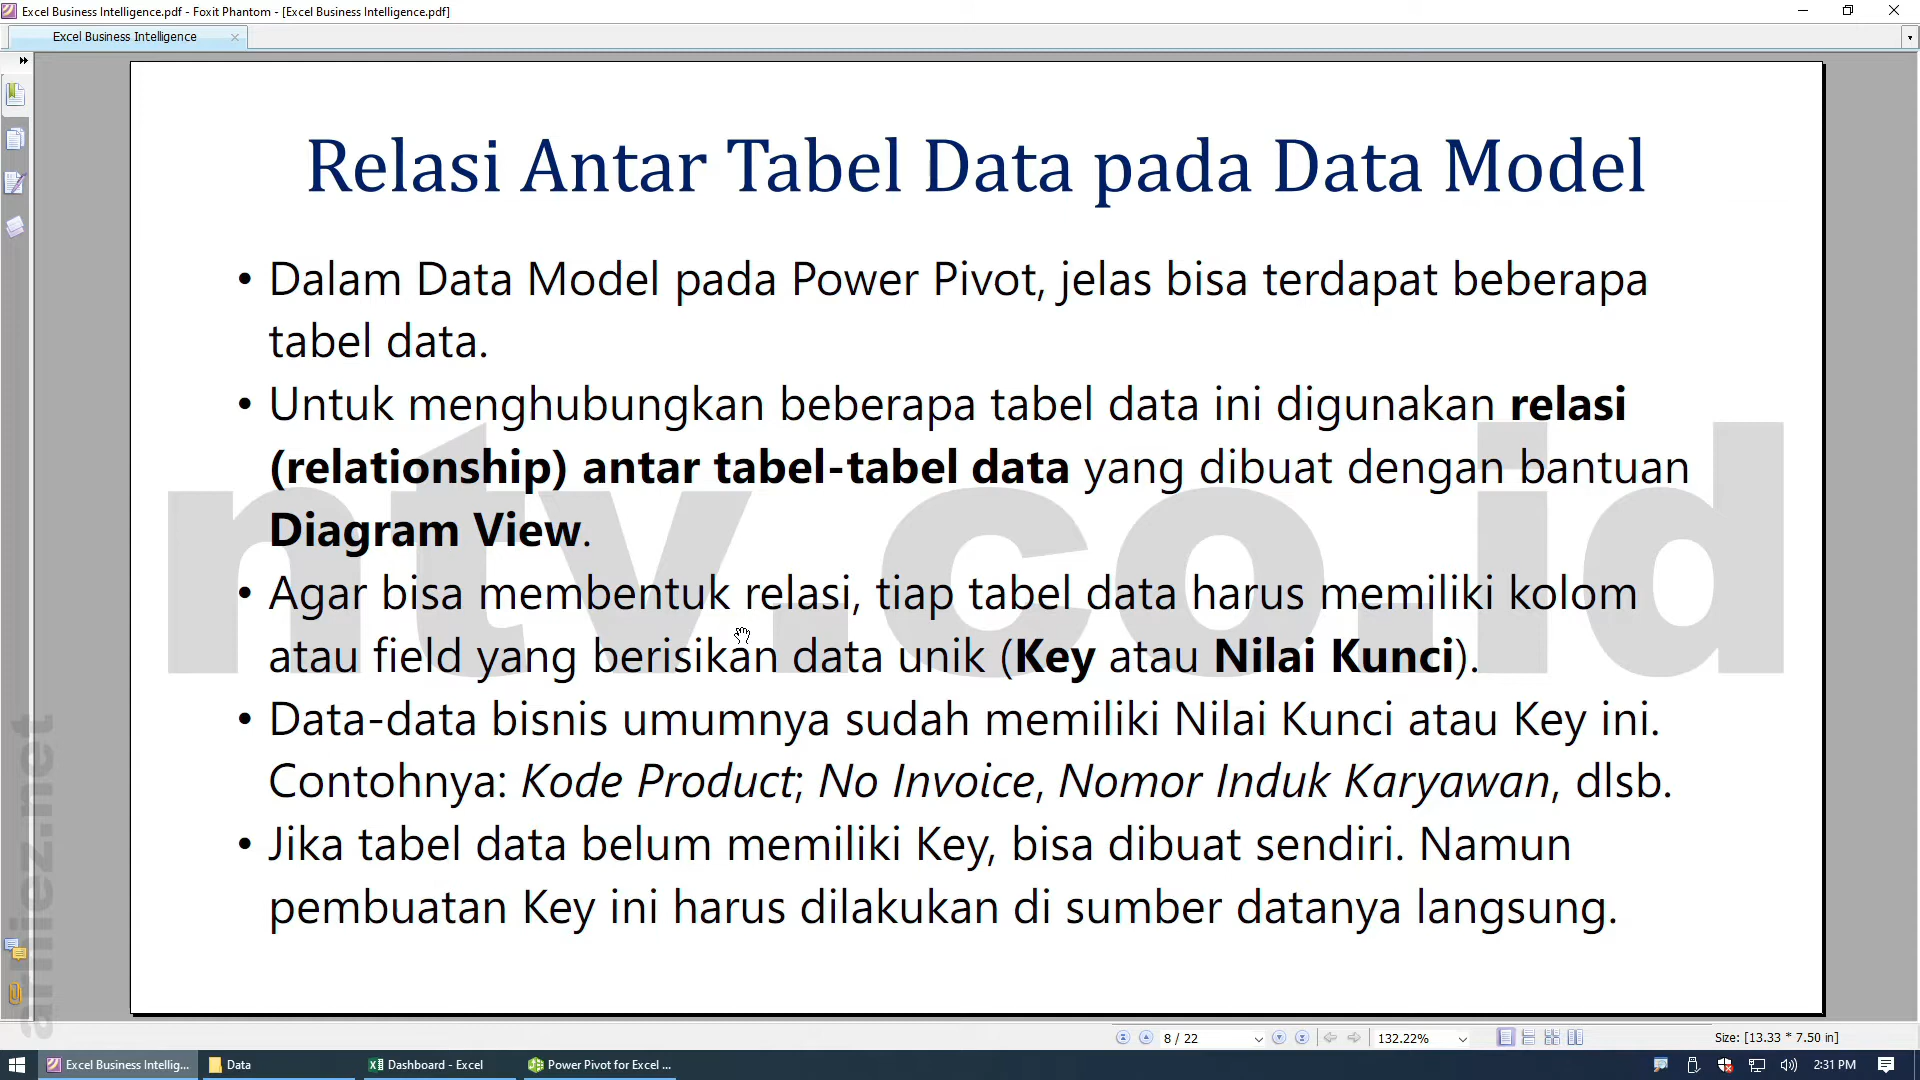 Excel Business Intelligence.pdf - Foxit Phantom - [Excel Business Intelligence.pdf]
Excel Business Intelligence
Relasi Antar Tabel Data pada Data Model
• Dalam Data Model pada Power Pivot, jelas bisa terdapat beberapa
tabel data.
• Untuk menghubungkan beberapa tabel data ini digunakan relasi
(relationship) antar tabel-tabel data yang dibuat dengan bantuan
Diagram View.
• Agar bisa membentuk relasi, tiap tabel data harus memiliki kolom
atau field yang berisikan data unik (Key atau Nilai Kunci).
• Data-data bisnis umumnya sudah memiliki Nilai Kunci atau Key ini.
Contohnya: Kode Product; No Invoice, Nomor Induk Karyawan, dlsb.
• Jika tabel data belum memiliki Key, bisa dibuat sendiri. Namun
pembuatan Key ini harus dilakukan di sumber datanya langsung.
ntv.co.id
arniez.net
8 / 22
132.22%
Size: [13.33 * 7.50 in]
Excel Business Intellig...
Data
Dashboard - Excel
Power Pivot for Excel ...
2:31 PM